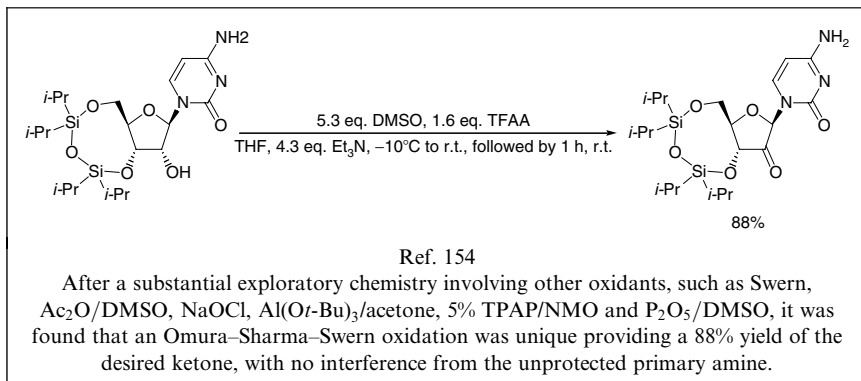 NH2
N
N
O
O
OH
O
Si
O
Si
O
i-Pr
i-Pr
i-Pr
i-Pr
5.3 eq. DMSO, 1.6 eq. TFAA
THF, 4.3 eq. Et₃N, −10°C to r.t., followed by 1 h, r.t.
NH₂
N
N
O
O
O
O
Si
O
Si
O
i-Pr
i-Pr
i-Pr
i-Pr
88%
Ref. 154
After a substantial exploratory chemistry involving other oxidants, such as Swern,
Ac₂O/DMSO, NaOCl, Al(Ot-Bu)₃/acetone, 5% TPAP/NMO and P₂O₅/DMSO, it was
found that an Omura–Sharma–Swern oxidation was unique providing a 88% yield of the
desired ketone, with no interference from the unprotected primary amine.